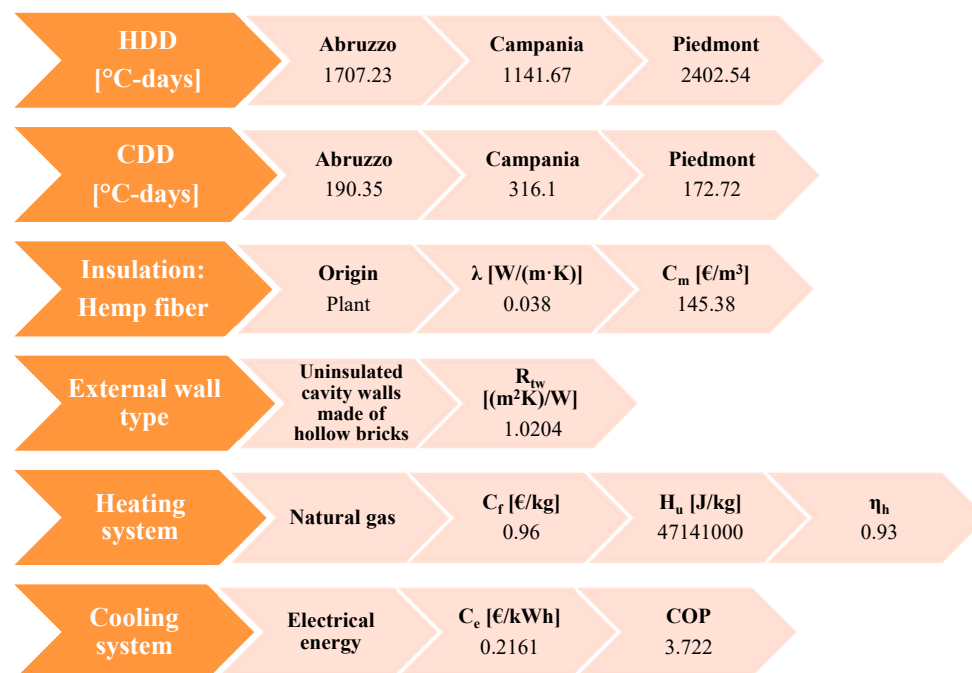 HDD
[°C-days]
Abruzzo
1707.23
Campania
1141.67
Piedmont
2402.54
CDD
[°C-days]
Abruzzo
190.35
Campania
316.1
Piedmont
172.72
Insulation:
Hemp fiber
Origin
Plant
λ [W/(m·K)]
0.038
Cm [€/m³]
145.38
External wall
type
Uninsulated
cavity walls
made of
hollow bricks
Rtw
[(m²K)/W]
1.0204
Heating
system
Natural gas
Cf [€/kg]
0.96
Hu [J/kg]
47141000
ηh
0.93
Cooling
system
Electrical
energy
Ce [€/kWh]
0.2161
COP
3.722